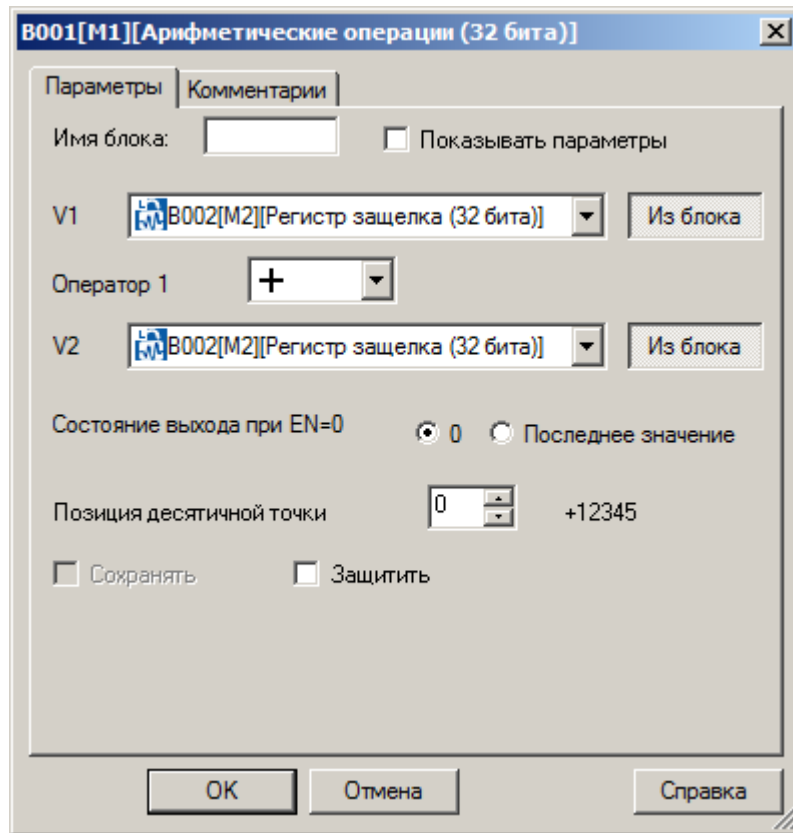 B001[M1][Арифметические операции (32 бита)]
Параметры Комментарии
Имя блока: Показывать параметры
V1 B002[M2][Регистр защелка (32 бита)] Из блока
Оператор 1 +
V2 B002[M2][Регистр защелка (32 бита)] Из блока
Состояние выхода при EN=0 0 Последнее значение
Позиция десятичной точки 0 +12345
Сохранять Защитить
OK Отмена Справка